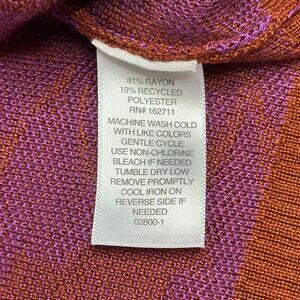 81% RAYON
19% RECYCLED
POLYESTER
RN# 162711
MACHINE WASH COLD
WITH LIKE COLORS
GENTLE CYCLE
USE NON-CHLORINE
BLEACH IF NEEDED
TUMBLE DRY LOW
REMOVE PROMPTLY
COOL IRON ON
REVERSE SIDE IF
NEEDED
02800-1